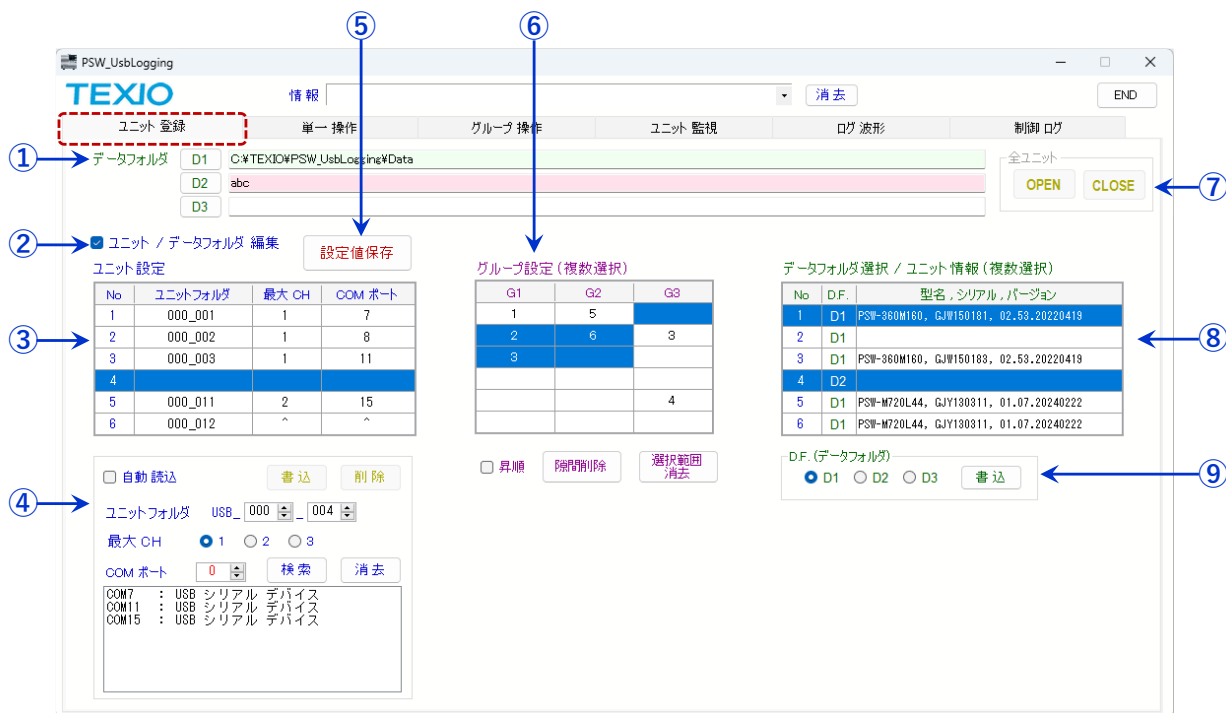 ⑤ ⑥
PSW_UsbLogging
TEXIO 情報 消去 END
ユニット 登録 単一 操作 グループ 操作 ユニット 監視 ログ 波形 制御 ログ
① データフォルダ D1 C:¥TEXIO¥PSW_UsbLogging¥Data 全ユニット
D2 abc OPEN CLOSE ⑦
D3
② ユニット / データフォルダ 編集 設定値保存
ユニット設定 グループ設定(複数選択) データフォルダ選択 / ユニット情報(複数選択)
③
No ユニットフォルダ 最大 CH COM ポート
1 000_001 1 7
2 000_002 1 8
3 000_003 1 11
4
5 000_011 2 15
6 000_012 ^ ^
G1 G2 G3
1 5
2 6 3
3
4
⑧
No D.F. 型名 , シリアル , バージョン
1 D1 PSW-360M160, GJW150181, 02.53.20220419
2 D1
3 D1 PSW-360M160, GJW150183, 02.53.20220419
4 D2
5 D1 PSW-M720L44, GJY130311, 01.07.20240222
6 D1 PSW-M720L44, GJY130311, 01.07.20240222
④
自動 読込 書込 削除
ユニットフォルダ USB_ 000 _ 004
最大 CH 1 2 3
COM ポート 0 検索 消去
COM7 : USB シリアル デバイス
COM11 : USB シリアル デバイス
COM15 : USB シリアル デバイス
昇順 隙間削除 選択範囲
消去
D.F. (データフォルダ)
D1 D2 D3 書込 ⑨